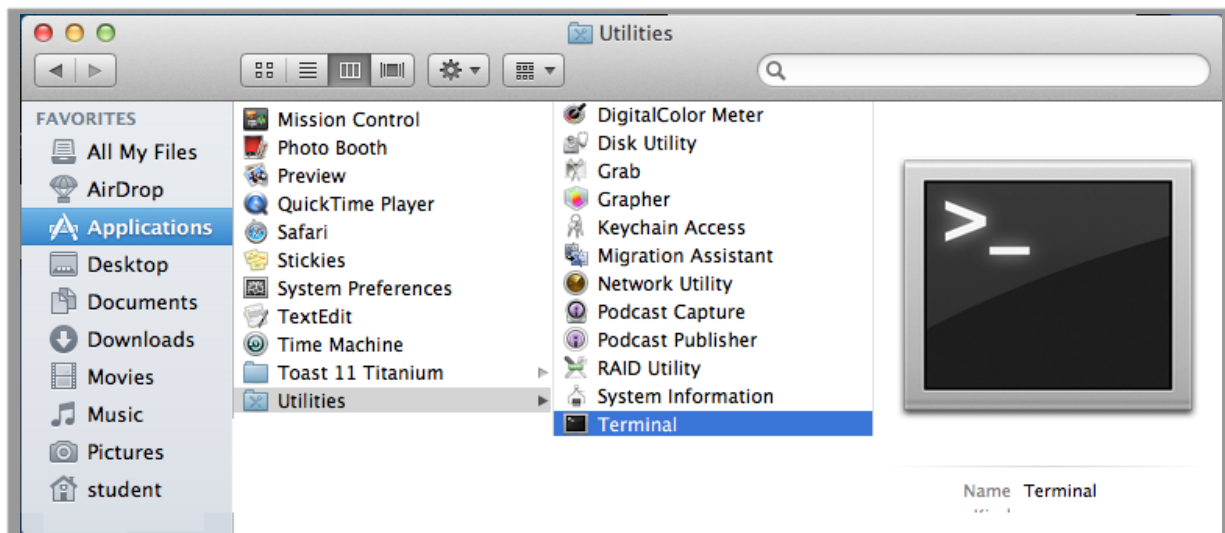 Utilities
FAVORITES
All My Files
AirDrop
Applications
Desktop
Documents
Downloads
Movies
Music
Pictures
student
Mission Control
Photo Booth
Preview
QuickTime Player
Safari
Stickies
System Preferences
TextEdit
Time Machine
Toast 11 Titanium
Utilities
DigitalColor Meter
Disk Utility
Grab
Grapher
Keychain Access
Migration Assistant
Network Utility
Podcast Capture
Podcast Publisher
RAID Utility
System Information
Terminal
>_
Name Terminal